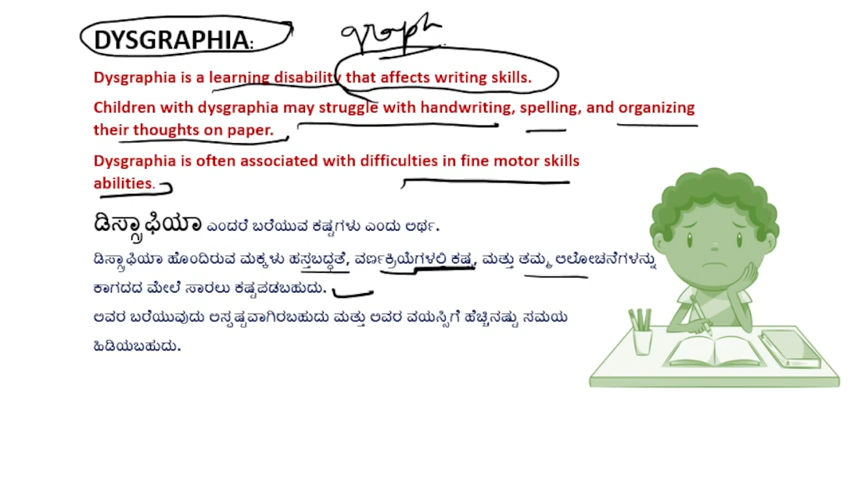 DYSGRAPHIA:
graph
Dysgraphia is a learning disability that affects writing skills.
Children with dysgraphia may struggle with handwriting, spelling, and organizing
their thoughts on paper.
Dysgraphia is often associated with difficulties in fine motor skills
abilities.
ಡಿಸ್ಗ್ರಾಫಿಯಾ ಎಂದರೆ ಬರೆಯುವ ಕಷ್ಟಗಳು ಎಂದು ಅರ್ಥ.
ಡಿಸ್ಗ್ರಾಫಿಯಾ ಹೊಂದಿರುವ ಮಕ್ಕಳು ಹಸ್ತಬದ್ಧತೆ, ವರ್ಣಕ್ರಿಯೆಗಳಲಿ ಕಷ್ಟ, ಮತ್ತು ತಮ್ಮ ಆಲೋಚನೆಗಳನ್ನು
ಕಾಗದದ ಮೇಲೆ ಸಾರಲು ಕಷ್ಟಪಡಬಹುದು.
ಅವರ ಬರೆಯುವುದು ಅಸ್ಪಷ್ಟವಾಗಿರಬಹುದು ಮತ್ತು ಅವರ ವಯಸ್ಸಿಗೆ ಹೆಚ್ಚಿನಷ್ಟು ಸಮಯ
ಹಿಡಿಯಬಹುದು.